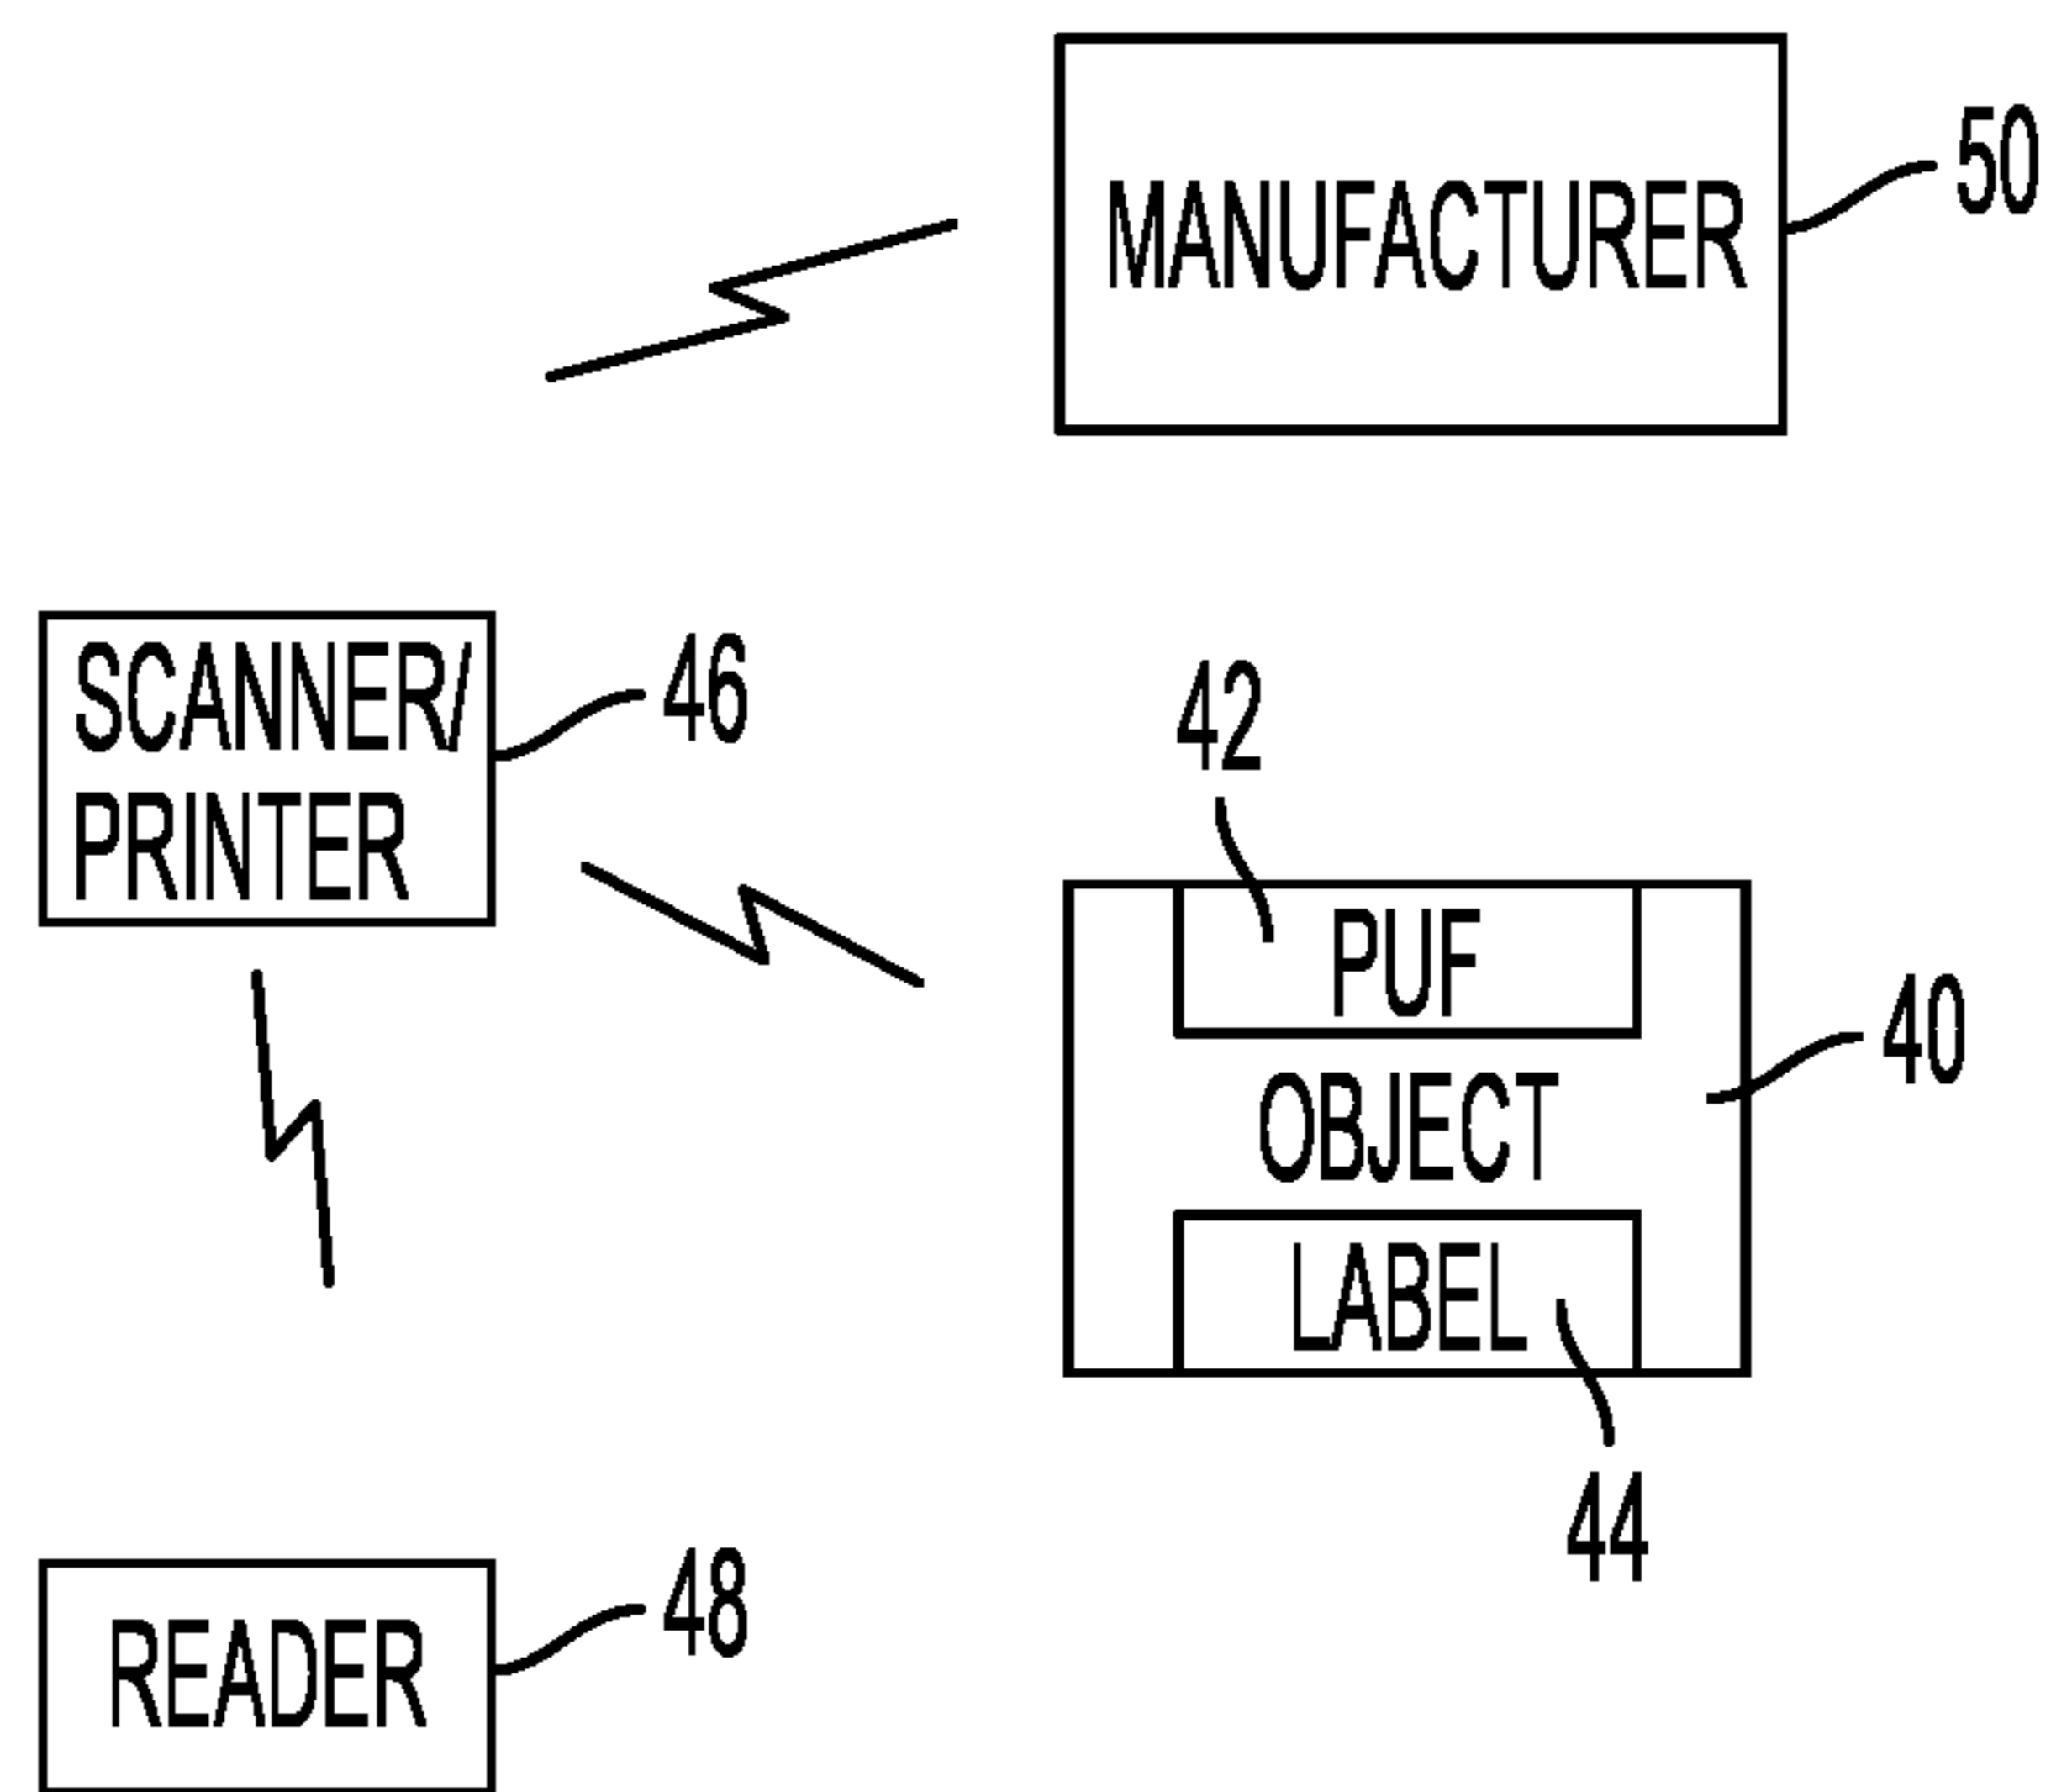 MANUFACTURER
50
SCANNER/
PRINTER
46
42
PUF
OBJECT
40
LABEL
44
READER
48